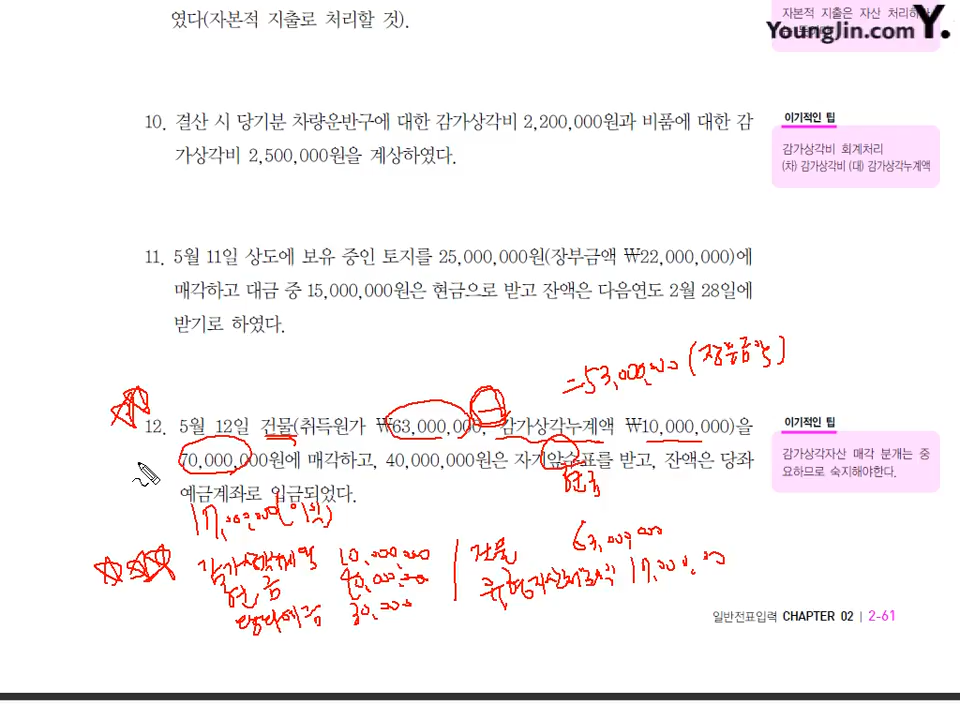 였다(자본적 지출로 처리할 것).
자본적 지출은 자산 처리하
YoungJin.com Y.
10. 결산 시 당기분 차량운반구에 대한 감가상각비 2,200,000원과 비품에 대한 감
가상각비 2,500,000원을 계상하였다.
이기적인 팁
감가상각비 회계처리
(차) 감가상각비 (대) 감가상각누계액
11. 5월 11일 상도에 보유 중인 토지를 25,000,000원(장부금액 ₩22,000,000)에
매각하고 대금 중 15,000,000원은 현금으로 받고 잔액은 다음연도 2월 28일에
받기로 하였다.
=53,000,000 (장부금액)
12. 5월 12일 건물(취득원가 ₩63,000,000, 감가상각누계액 ₩10,000,000)을
70,000,000원에 매각하고, 40,000,000원은 자기앞수표를 받고, 잔액은 당좌
예금계좌로 입금되었다.
이기적인 팁
감가상각자산 매각 분개는 중
요하므로 숙지해야한다.
현금
17,000,000(이익)
감가상각누계액 10,000,000 건물 63,000,000
현금 40,000,000 유형자산처분이익 17,000,000
당좌예금 30,000
일반전표입력 CHAPTER 02 | 2-61